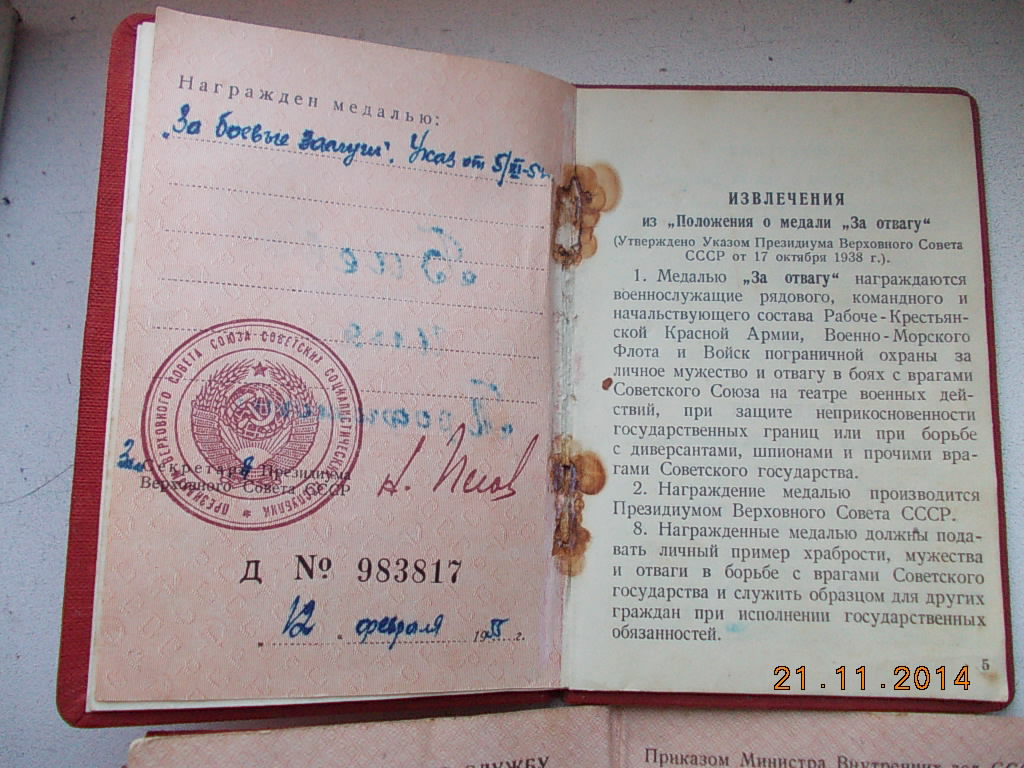 Награжден медалью:
„За боевые заслуги". Указ от 5/XI-54
Секретарь Президиума
Верховного Совета СССР
Д № 983817
„12" февраля 1955 г.
ИЗВЛЕЧЕНИЯ
из „Положения о медали „За отвагу"
(Утверждено Указом Президиума Верховного Совета
СССР от 17 октября 1938 г.).
1. Медалью „За отвагу" награждаются
военнослужащие рядового, командного и
начальствующего состава Рабоче-Крестьян-
ской Красной Армии, Военно-Морского
Флота и Войск пограничной охраны за
личное мужество и отвагу в боях с врагами
Советского Союза на театре военных дей-
ствий, при защите неприкосновенности
государственных границ или при борьбе
с диверсантами, шпионами и прочими вра-
гами Советского государства.
2. Награждение медалью производится
Президиумом Верховного Совета СССР.
8. Награжденные медалью должны пода-
вать личный пример храбрости, мужества
и отваги в борьбе с врагами Советского
государства и служить образцом для других
граждан при исполнении государственных
обязанностей.
5
21.11.2014
СЛУЖБУ
Приказом Министра Внутренних дел